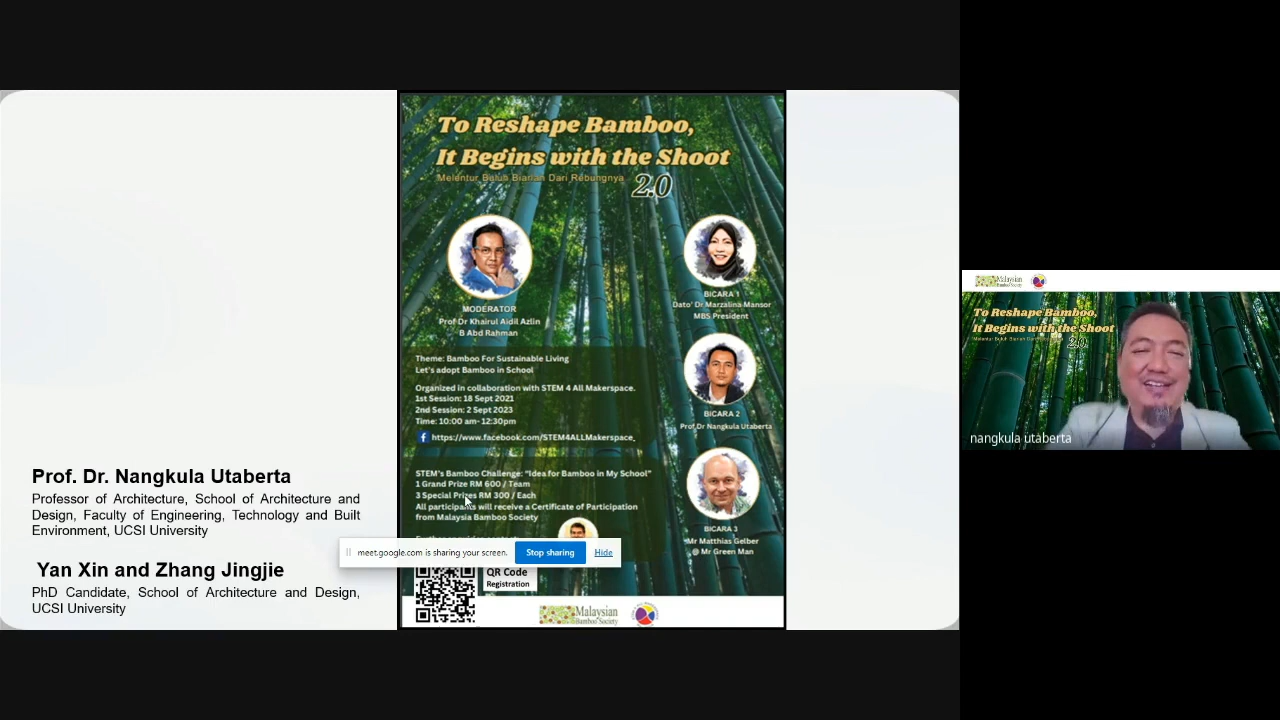 To Reshape Bamboo,
It Begins with the Shoot
Melentur Buluh Biarlah Dari Rebungnya
2.0
MODERATOR
Prof Dr Khairul Aidil Azlin
B Abd Rahman
BICARA 1
Dato' Dr Marzalina Mansor
MBS President
BICARA 2
Prof Dr Nangkula Utaberta
BICARA 3
Mr Matthias Gelber
@ Mr Green Man
Theme: Bamboo For Sustainable Living
Let's adopt Bamboo in School
Organized in collaboration with STEM 4 All Makerspace.
1st Session: 18 Sept 2021
2nd Session: 2 Sept 2023
Time: 10:00 am-12:30pm
https://www.facebook.com/STEM4ALLMakerspace_
STEM's Bamboo Challenge: "Idea for Bamboo in My School"
1 Grand Prize RM 600 / Team
3 Special Prizes RM 300 / Each
All participants will receive a Certificate of Participation
from Malaysia Bamboo Society
meet.google.com is sharing your screen.
Stop sharing
Hide
QR Code
Registration
Malaysian
Bamboo Society
Prof. Dr. Nangkula Utaberta
Professor of Architecture, School of Architecture and
Design, Faculty of Engineering, Technology and Built
Environment, UCSI University
Yan Xin and Zhang Jingjie
PhD Candidate, School of Architecture and Design,
UCSI University
Malaysian
Bamboo Society
To Reshape Bamboo,
It Begins with the Shoot
2.0
nangkula utaberta